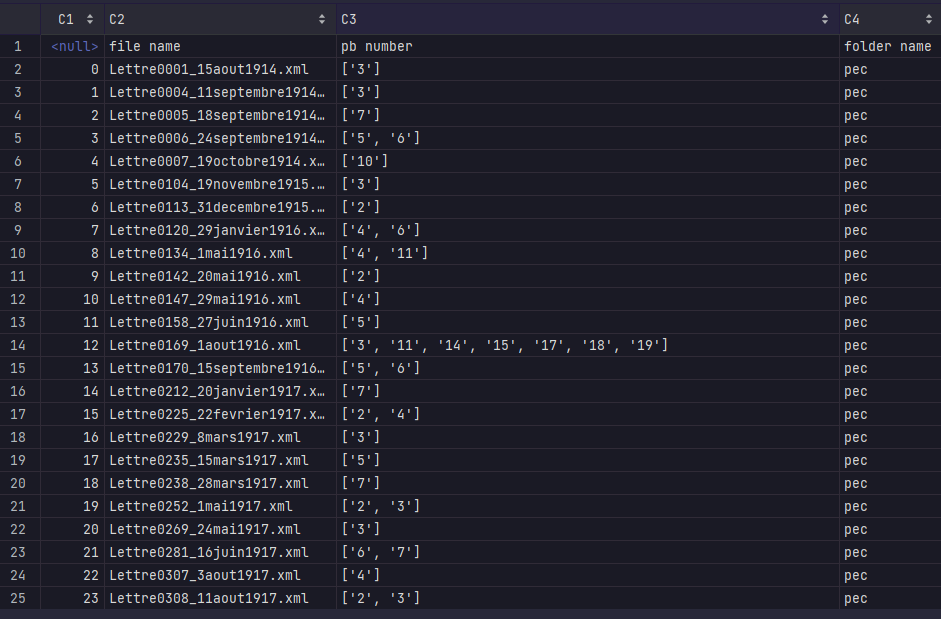 C1 C2 C3 C4
1 <null> file name pb number folder name
2 0 Lettre0001_15aout1914.xml ['3'] pec
3 1 Lettre0004_11septembre1914… ['3'] pec
4 2 Lettre0005_18septembre1914… ['7'] pec
5 3 Lettre0006_24septembre1914… ['5', '6'] pec
6 4 Lettre0007_19octobre1914.x… ['10'] pec
7 5 Lettre0104_19novembre1915.… ['3'] pec
8 6 Lettre0113_31decembre1915.… ['2'] pec
9 7 Lettre0120_29janvier1916.x… ['4', '6'] pec
10 8 Lettre0134_1mai1916.xml ['4', '11'] pec
11 9 Lettre0142_20mai1916.xml ['2'] pec
12 10 Lettre0147_29mai1916.xml ['4'] pec
13 11 Lettre0158_27juin1916.xml ['5'] pec
14 12 Lettre0169_1aout1916.xml ['3', '11', '14', '15', '17', '18', '19'] pec
15 13 Lettre0170_15septembre1916… ['5', '6'] pec
16 14 Lettre0212_20janvier1917.x… ['7'] pec
17 15 Lettre0225_22fevrier1917.x… ['2', '4'] pec
18 16 Lettre0229_8mars1917.xml ['3'] pec
19 17 Lettre0235_15mars1917.xml ['5'] pec
20 18 Lettre0238_28mars1917.xml ['7'] pec
21 19 Lettre0252_1mai1917.xml ['2', '3'] pec
22 20 Lettre0269_24mai1917.xml ['3'] pec
23 21 Lettre0281_16juin1917.xml ['6', '7'] pec
24 22 Lettre0307_3aout1917.xml ['4'] pec
25 23 Lettre0308_11aout1917.xml ['2', '3'] pec